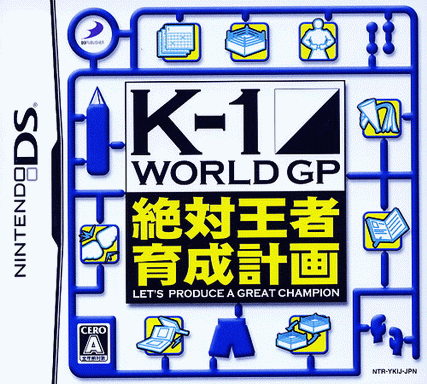 D3PUBLISHER
NINTENDO DS
K-1
WORLD GP
絶対王者
育成計画
LET'S PRODUCE A GREAT CHAMPION
CERO
A
NTR-YKIJ-JPN